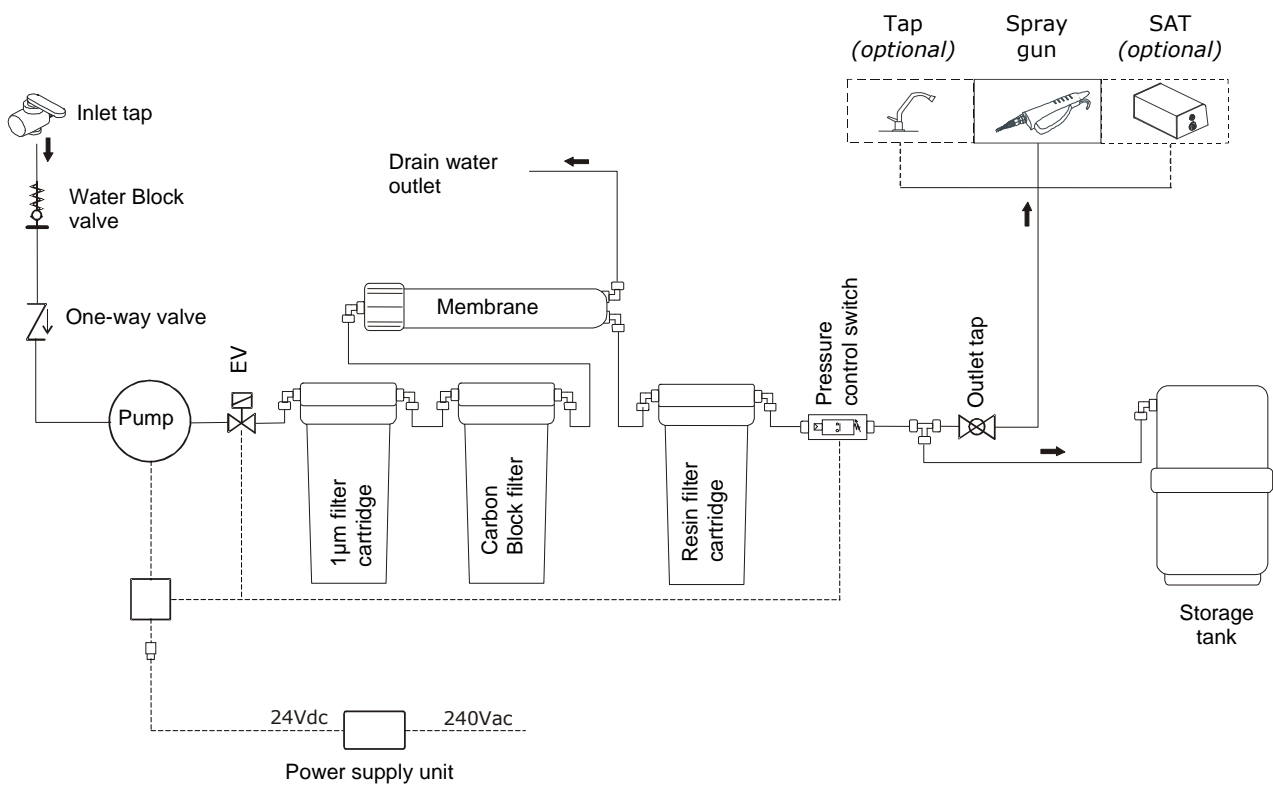 Tap
(optional)
Spray
gun
SAT
(optional)
Inlet tap
Drain water
outlet
Water Block
valve
Membrane
One-way valve
EV
Pressure
control switch
Outlet tap
Pump
1µm filter
cartridge
Carbon
Block filter
Resin filter
cartridge
Storage
tank
24Vdc
240Vac
Power supply unit